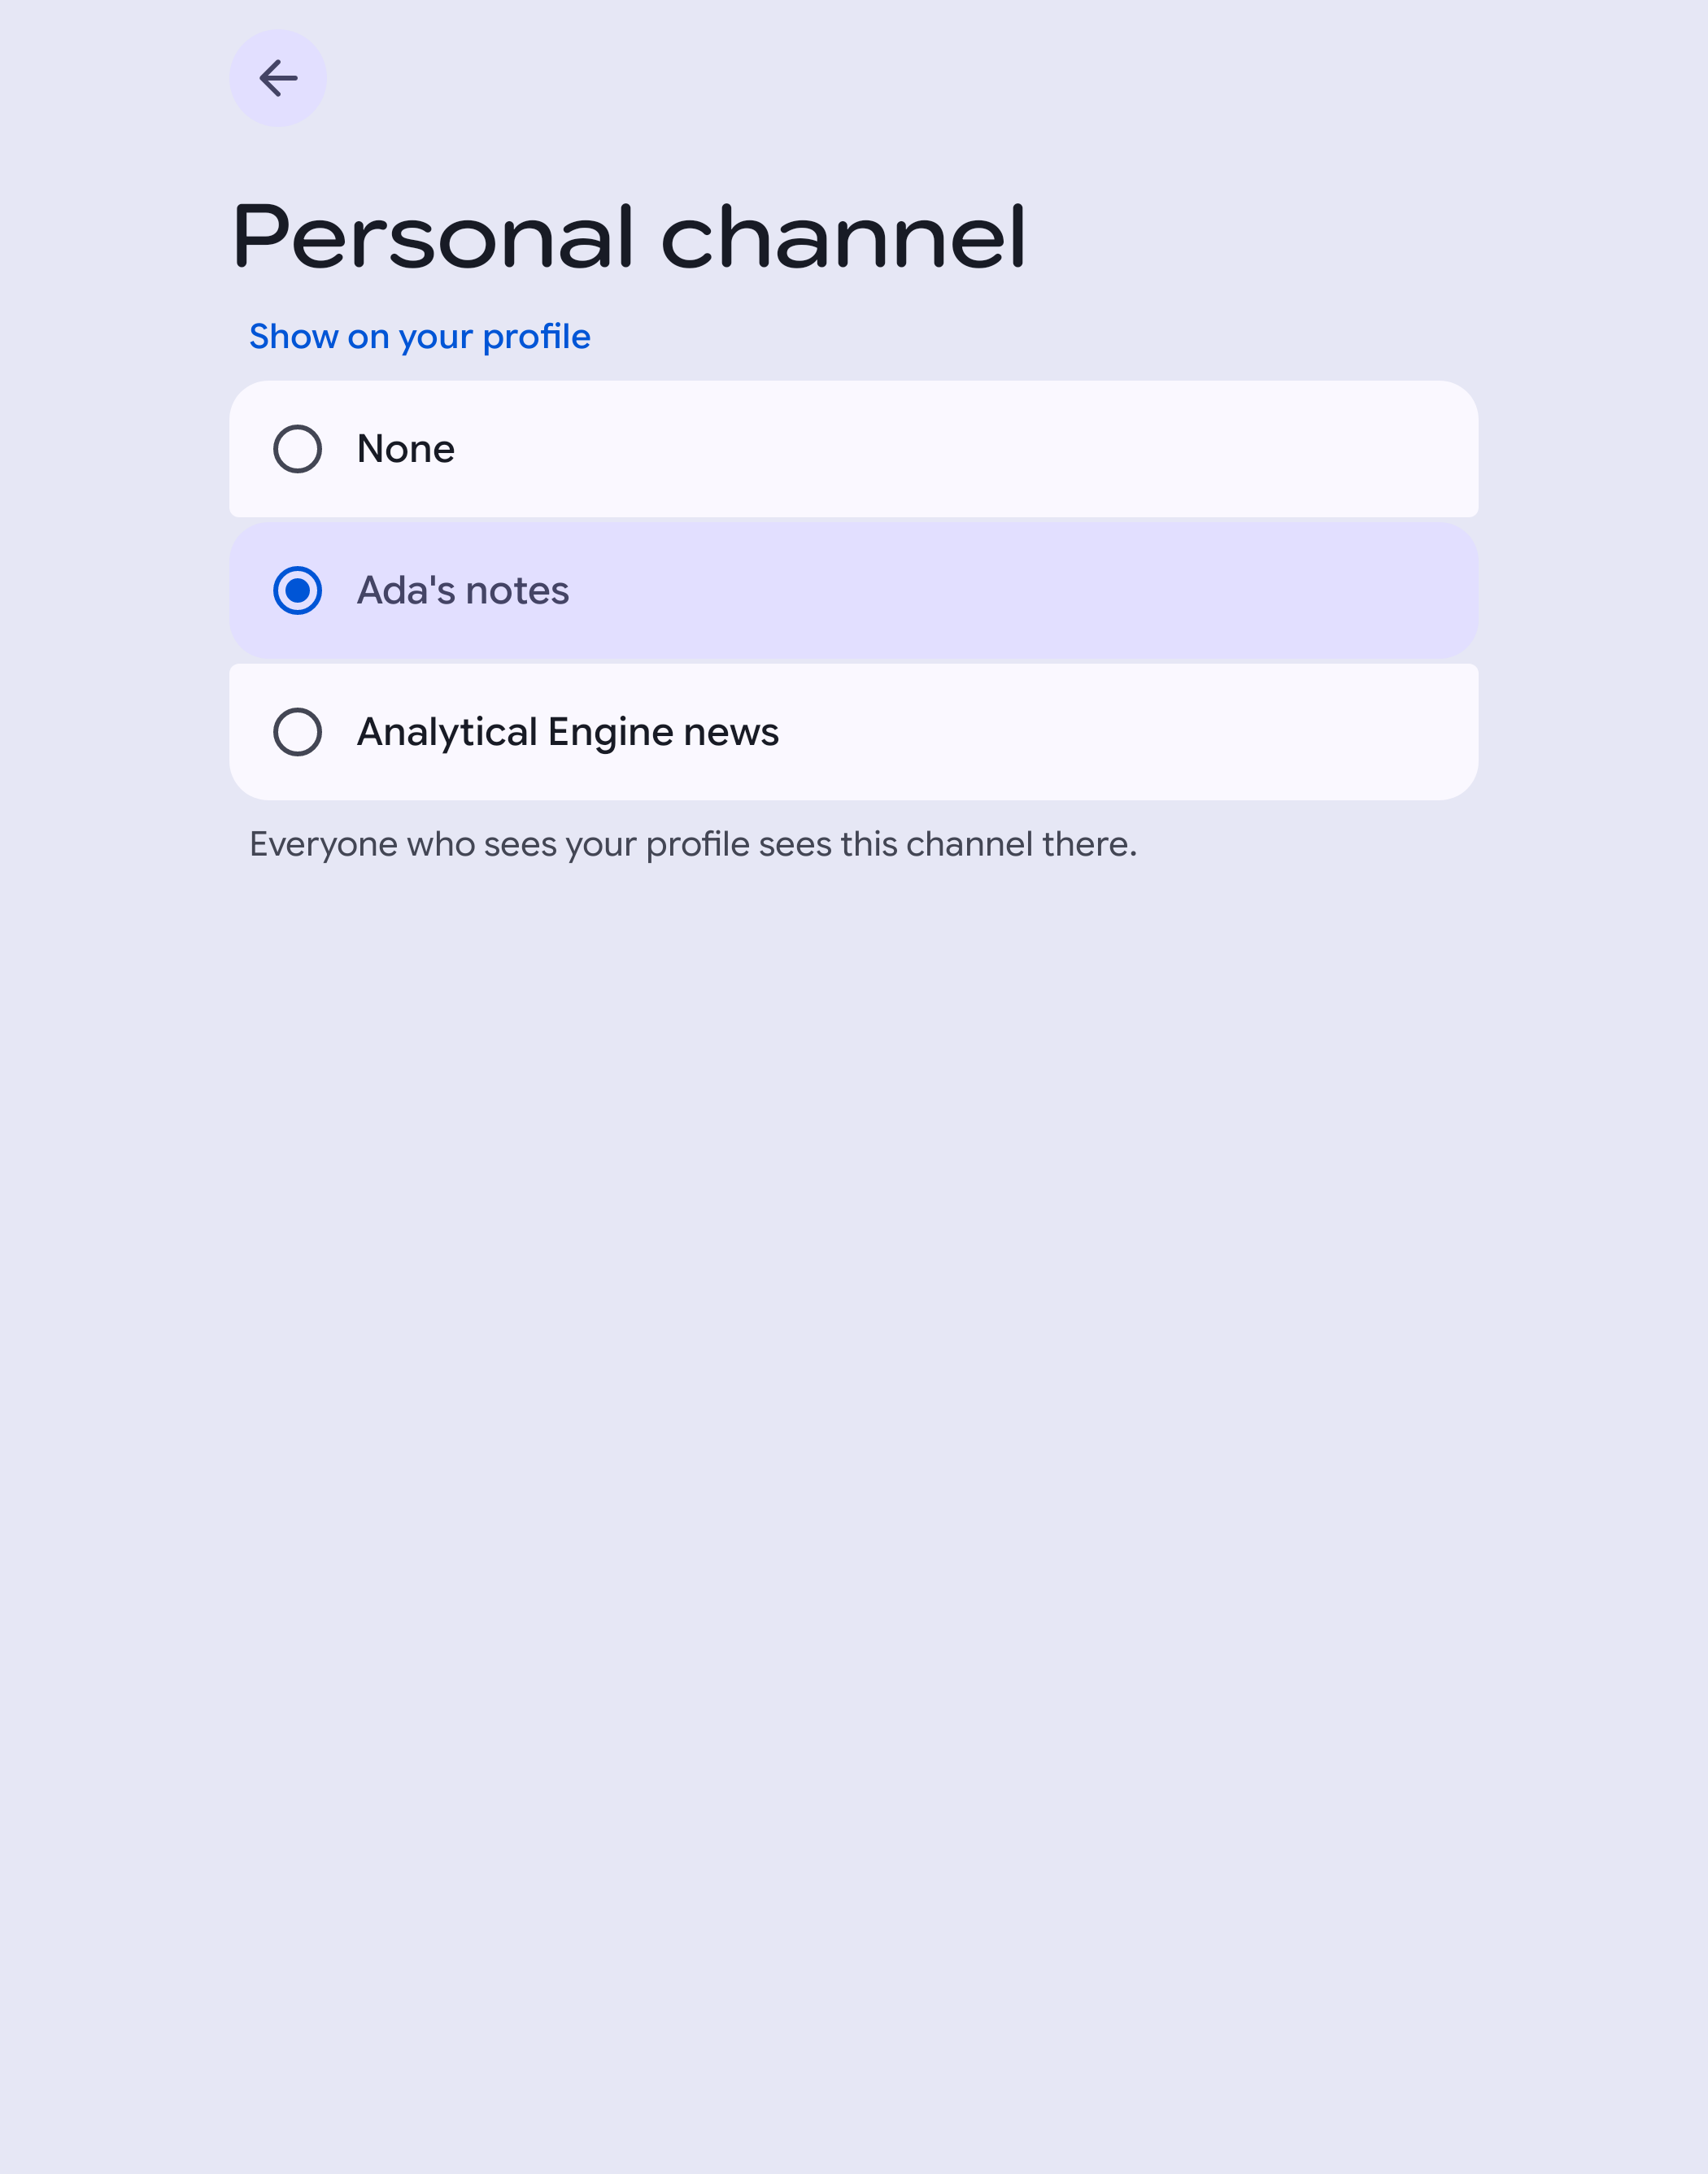 Personal channel
Show on your profile
None
Ada's notes
Analytical Engine news
Everyone who sees your profile sees this channel there.